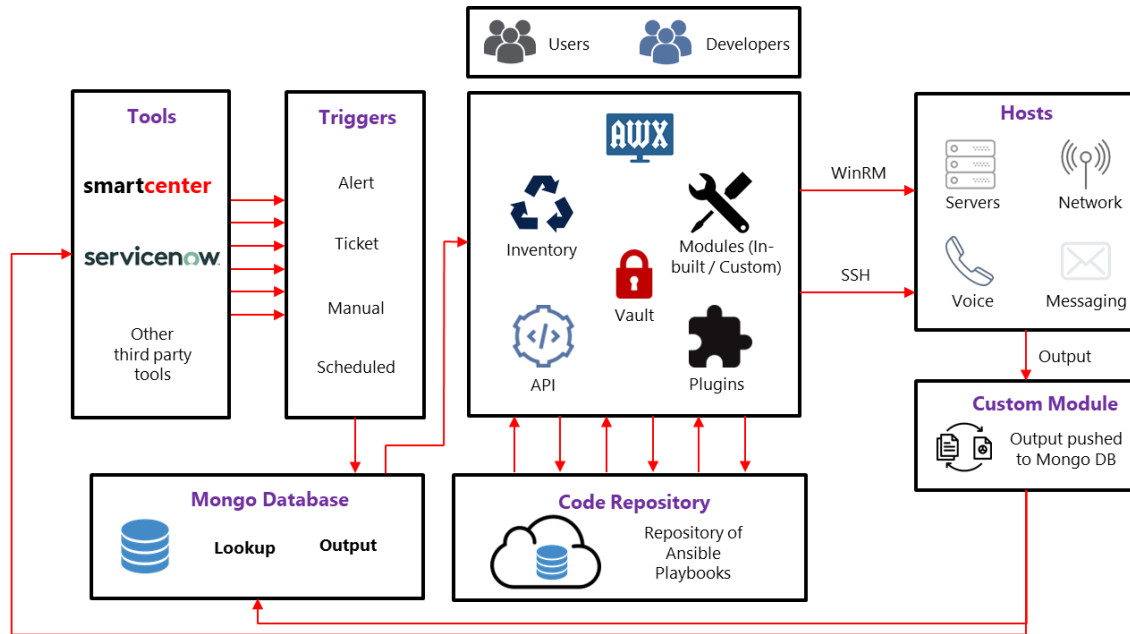 Users
Developers
Tools
smartcenter
servicenow.
Other
third party
tools
Triggers
Alert
Ticket
Manual
Scheduled
AWX
Inventory
Modules (In-
built / Custom)
Vault
API
Plugins
WinRM
SSH
Hosts
Servers
Network
Voice
Messaging
Output
Custom Module
Output pushed
to Mongo DB
Mongo Database
Lookup
Output
Code Repository
Repository of
Ansible
Playbooks